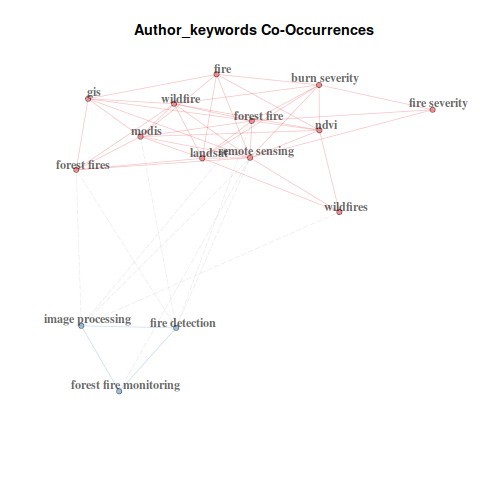 Author_keywords Co-Occurrences
fire
burn severity
gis
wildfire
fire severity
forest fire
ndvi
modis
landsat
remote sensing
forest fires
wildfires
image processing
fire detection
forest fire monitoring